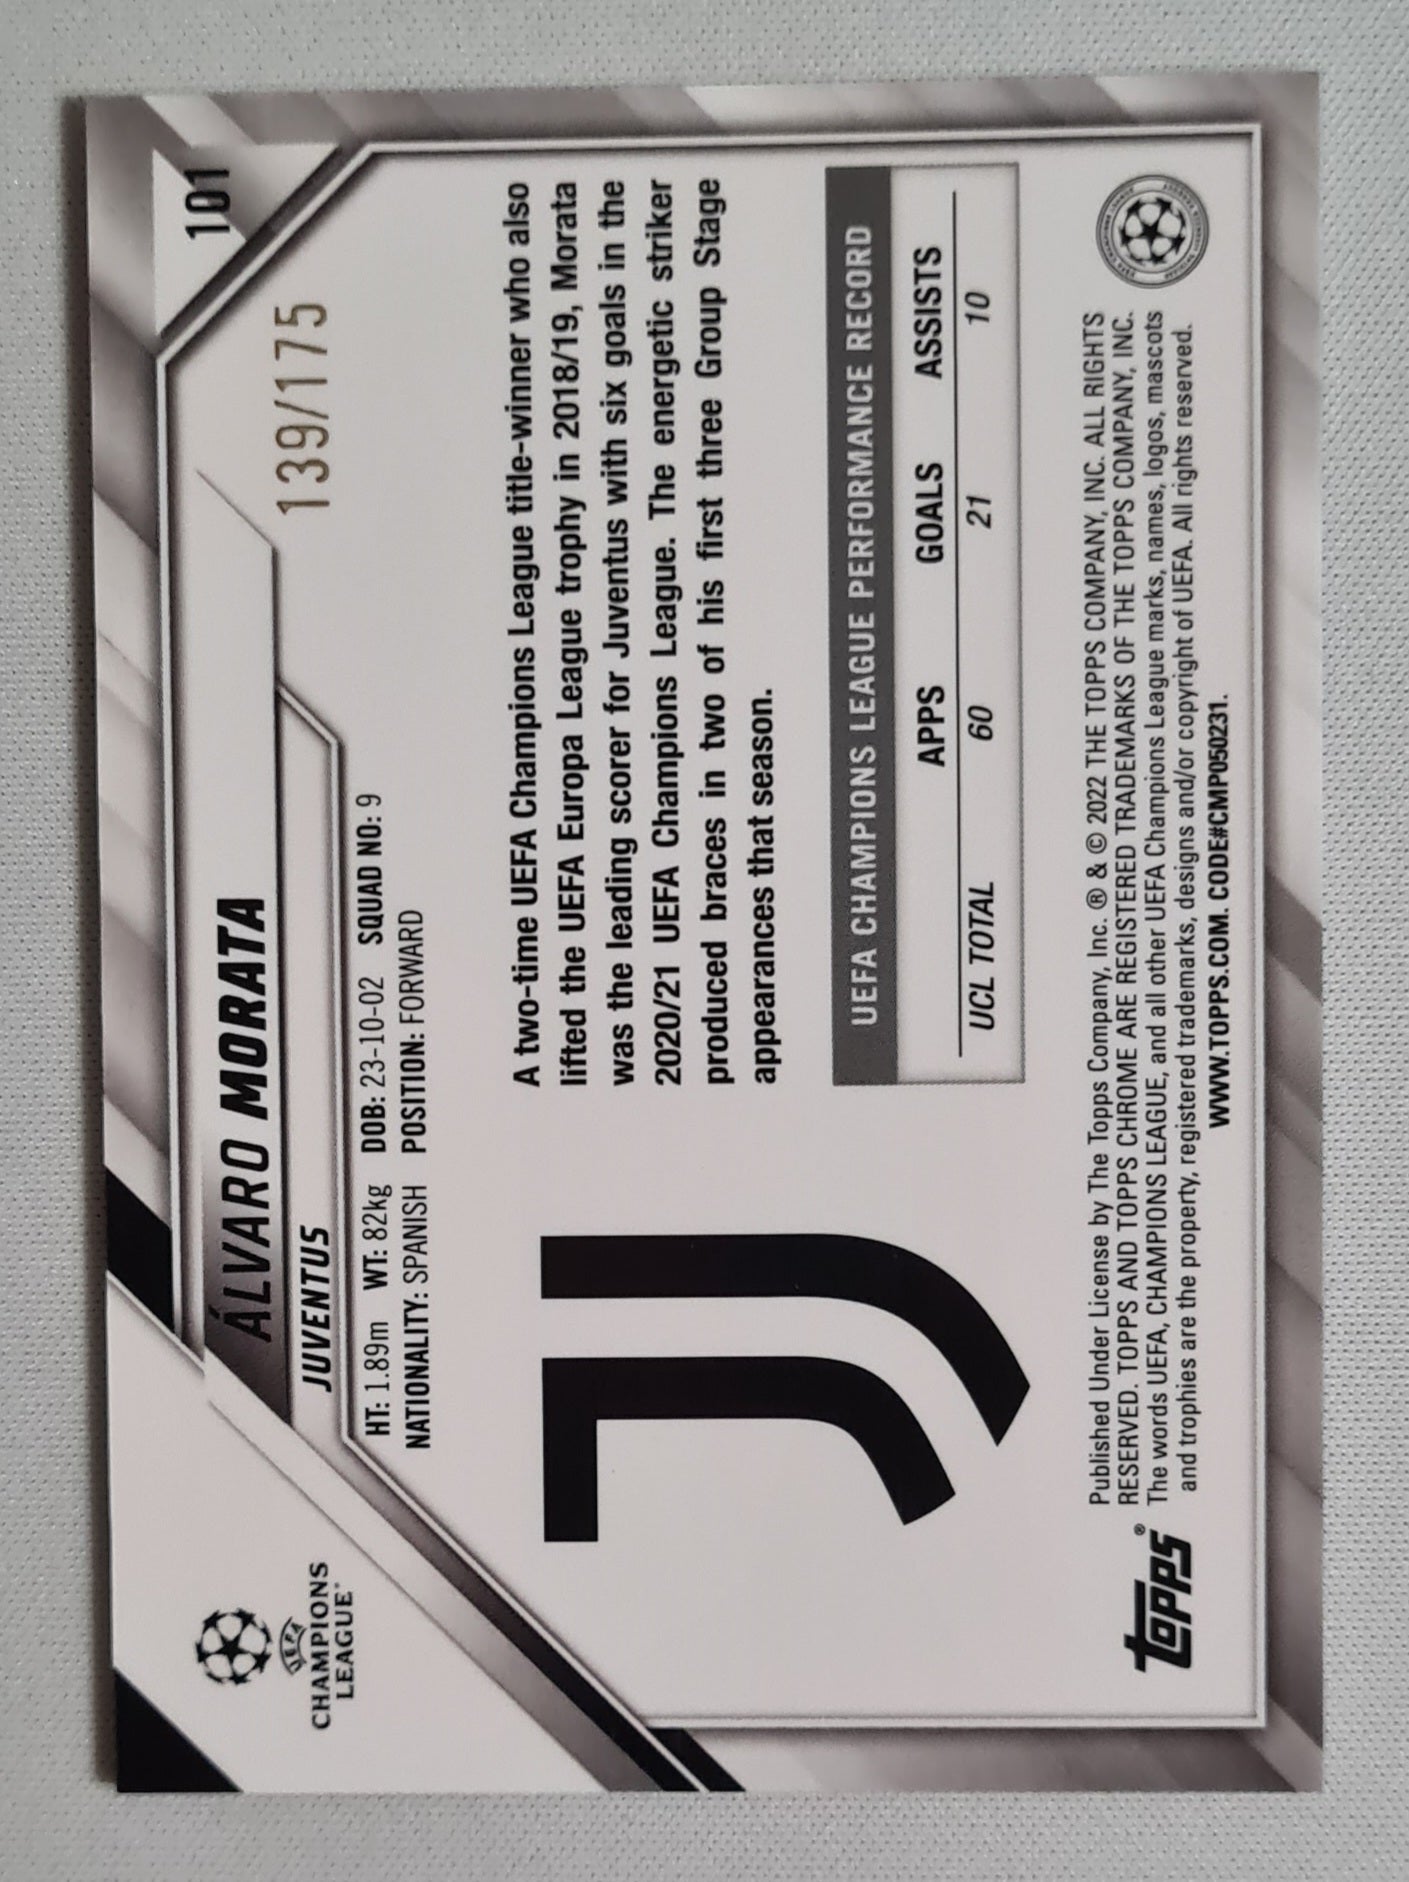 101
139/175
ÁLVARO MORATA
JUVENTUS
HT: 1.89m WT: 82kg DOB: 23-10-02 SQUAD NO: 9
NATIONALITY: SPANISH POSITION: FORWARD
UEFA
CHAMPIONS
LEAGUE
A two-time UEFA Champions League title-winner who also
lifted the UEFA Europa League trophy in 2018/19, Morata
was the leading scorer for Juventus with six goals in the
2020/21 UEFA Champions League. The energetic striker
produced braces in two of his first three Group Stage
appearances that season.
UEFA CHAMPIONS LEAGUE PERFORMANCE RECORD
APPS GOALS ASSISTS
UCL TOTAL 60 21 10
TOPPS®
Published Under License by The Topps Company, Inc. ® & © 2022 THE TOPPS COMPANY, INC. ALL RIGHTS
RESERVED. TOPPS AND TOPPS CHROME ARE REGISTERED TRADEMARKS OF THE TOPPS COMPANY, INC.
The words UEFA, CHAMPIONS LEAGUE, and all other UEFA Champions League marks, names, logos, mascots
and trophies are the property, registered trademarks, designs and/or copyright of UEFA. All rights reserved.
WWW.TOPPS.COM. CODE#CMP050231.